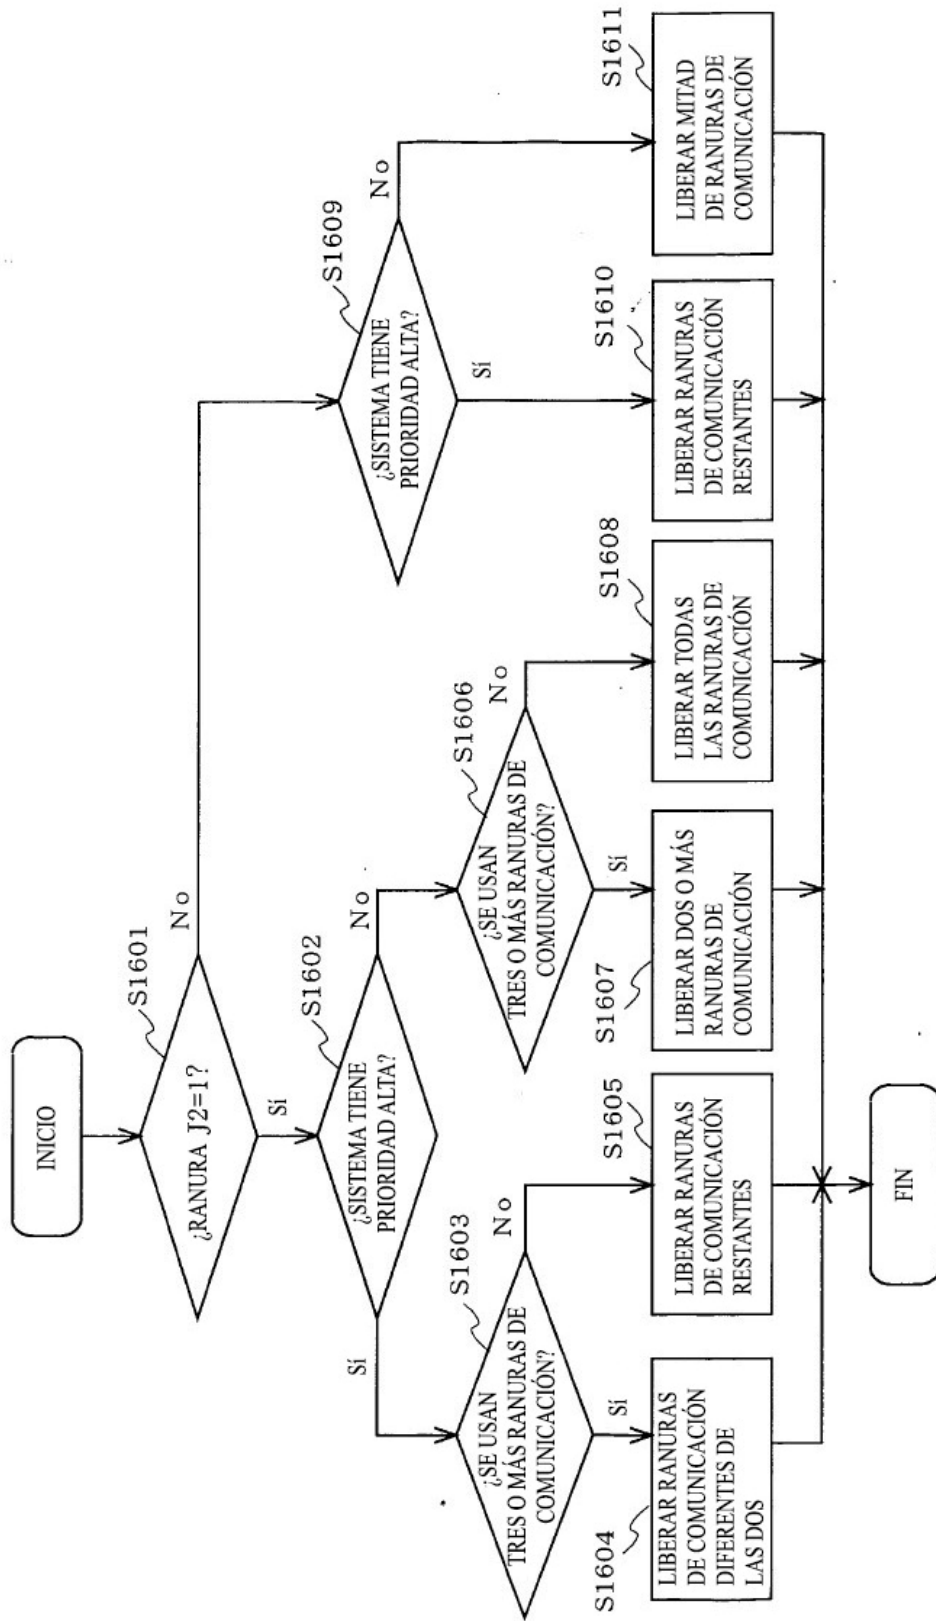 INICIO
¿RANURA J2=1?
S1601
No
Sí
¿SISTEMA TIENE
PRIORIDAD ALTA?
S1602
No
Sí
¿SISTEMA TIENE
PRIORIDAD ALTA?
S1609
No
Sí
¿SE USAN
TRES O MÁS RANURAS DE
COMUNICACIÓN?
S1603
No
Sí
¿SE USAN
TRES O MÁS RANURAS DE
COMUNICACIÓN?
S1606
No
Sí
S1604
LIBERAR RANURAS
DE COMUNICACIÓN
DIFERENTES DE
LAS DOS
S1605
LIBERAR RANURAS
DE COMUNICACIÓN
RESTANTES
S1607
LIBERAR DOS O MÁS
RANURAS DE
COMUNICACIÓN
S1608
LIBERAR TODAS
LAS RANURAS DE
COMUNICACIÓN
S1610
LIBERAR RANURAS
DE COMUNICACIÓN
RESTANTES
S1611
LIBERAR MITAD
DE RANURAS DE
COMUNICACIÓN
FIN